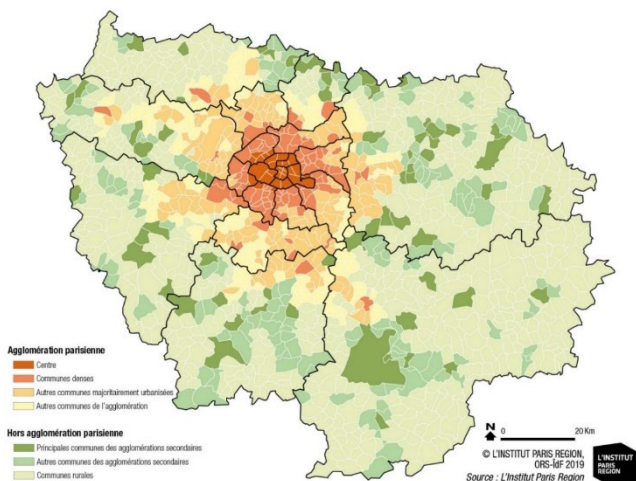 Agglomération parisienne
Centre
Communes denses
Autres communes majoritairement urbanisées
Autres communes de l'agglomération
Hors agglomération parisienne
Principales communes des agglomérations secondaires
Autres communes des agglomérations secondaires
Communes rurales
N
0 20 Km
© L'INSTITUT PARIS REGION,
ORS-ÎdF 2019
Source : L'Institut Paris Region
L'INSTITUT
PARIS
REGION